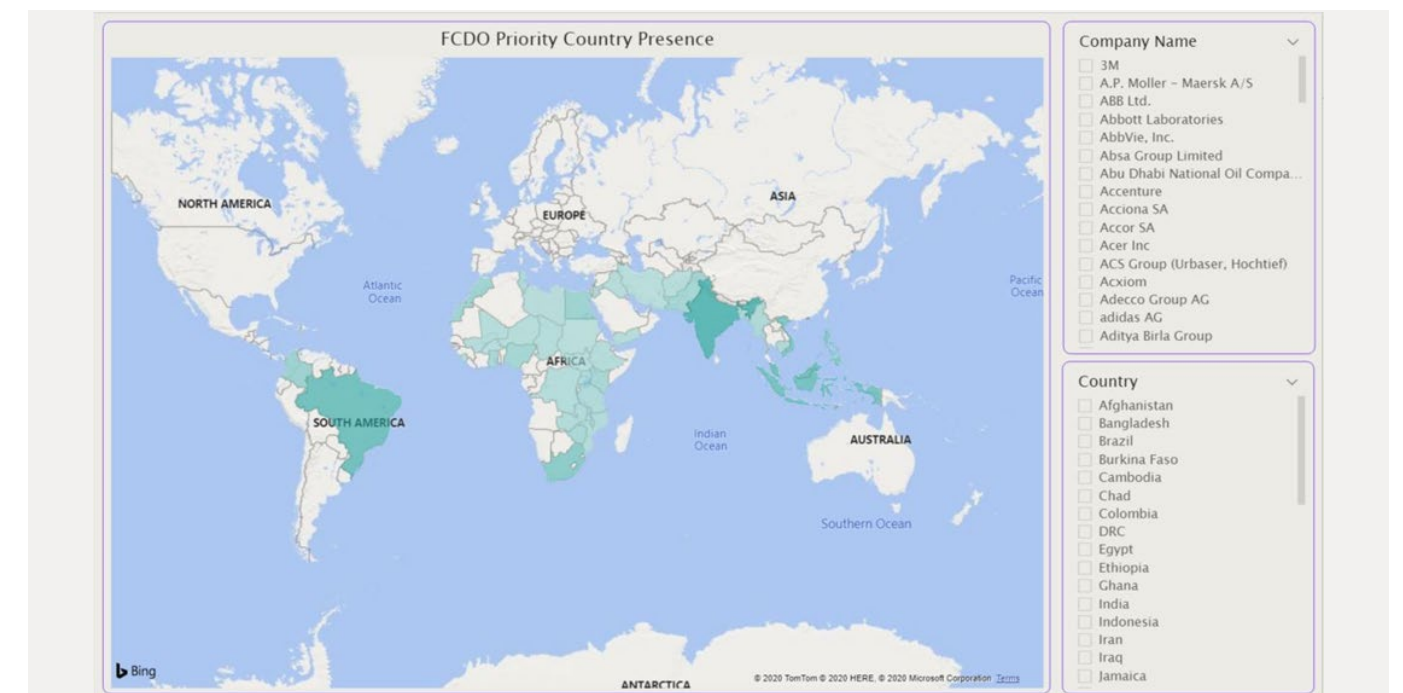 FCDO Priority Country Presence
NORTH AMERICA
EUROPE
ASIA
Atlantic
Ocean
Pacific
Ocean
AFRICA
SOUTH AMERICA
Indian
Ocean
AUSTRALIA
Southern Ocean
Bing
ANTARCTICA
© 2020 TomTom © 2020 HERE, © 2020 Microsoft Corporation Terms
Company Name
3M
A.P. Moller – Maersk A/S
ABB Ltd.
Abbott Laboratories
AbbVie, Inc.
Absa Group Limited
Abu Dhabi National Oil Compa...
Accenture
Acciona SA
Accor SA
Acer Inc
ACS Group (Urbaser, Hochtief)
Acxiom
Adecco Group AG
adidas AG
Aditya Birla Group
Country
Afghanistan
Bangladesh
Brazil
Burkina Faso
Cambodia
Chad
Colombia
DRC
Egypt
Ethiopia
Ghana
India
Indonesia
Iran
Iraq
Jamaica